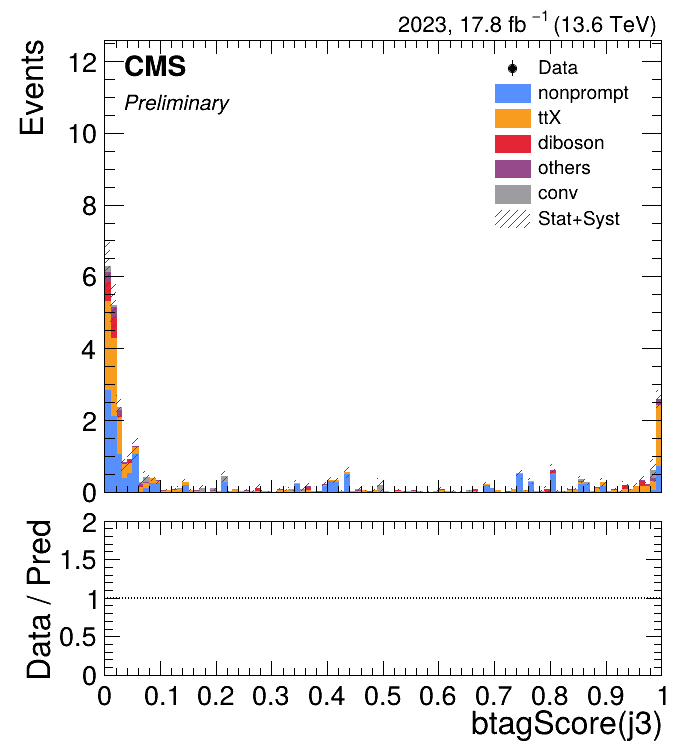 2023, 17.8 fb⁻¹ (13.6 TeV)
CMS
Preliminary
Events
12
10
8
6
4
2
0
Data
nonprompt
ttX
diboson
others
conv
Stat+Syst
Data / Pred
2
1.5
1
0.5
0
0 0.1 0.2 0.3 0.4 0.5 0.6 0.7 0.8 0.9 1
btagScore(j3)